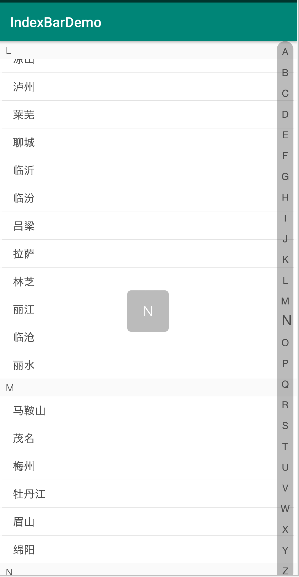 IndexBarDemo
L
凉山
泸州
莱芜
聊城
临沂
临汾
吕梁
拉萨
林芝
丽江
临沧
丽水
M
马鞍山
茂名
梅州
牡丹江
眉山
绵阳
N
N
A
B
C
D
E
F
G
H
I
J
K
L
M
N
O
P
Q
R
S
T
U
V
W
X
Y
Z